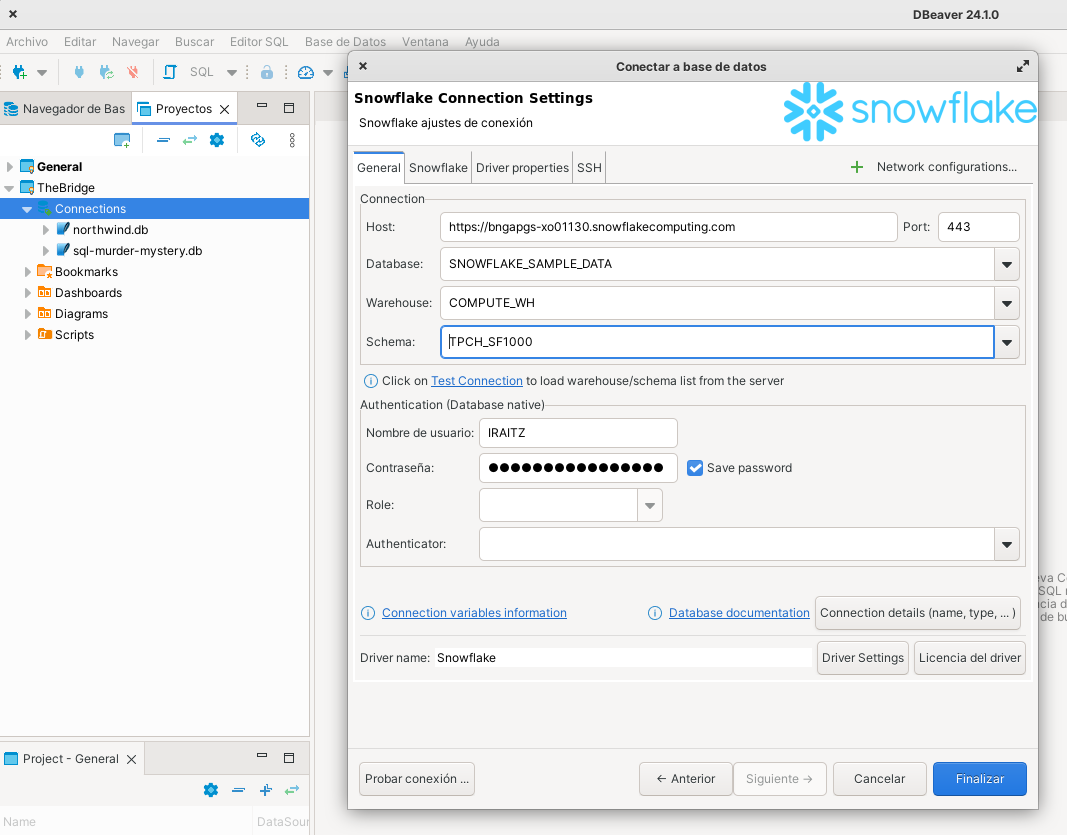 DBeaver 24.1.0
Archivo Editar Navegar Buscar Editor SQL Base de Datos Ventana Ayuda
SQL
Navegador de Bas Proyectos
General
TheBridge
Connections
northwind.db
sql-murder-mystery.db
Bookmarks
Dashboards
Diagrams
Scripts
Project - General
Name DataSour
Conectar a base de datos
Snowflake Connection Settings
Snowflake ajustes de conexión
snowflake
General Snowflake Driver properties SSH Network configurations...
Connection
Host: https://bngapgs-xo01130.snowflakecomputing.com Port: 443
Database: SNOWFLAKE_SAMPLE_DATA
Warehouse: COMPUTE_WH
Schema: TPCH_SF1000
Click on Test Connection to load warehouse/schema list from the server
Authentication (Database native)
Nombre de usuario: IRAITZ
Contraseña: ●●●●●●●●●●●●●●●● Save password
Role:
Authenticator:
Connection variables information Database documentation Connection details (name, type, ... )
Driver name: Snowflake Driver Settings Licencia del driver
Probar conexión ... ← Anterior Siguiente → Cancelar Finalizar
eva C
SQL
ncia d
de bu